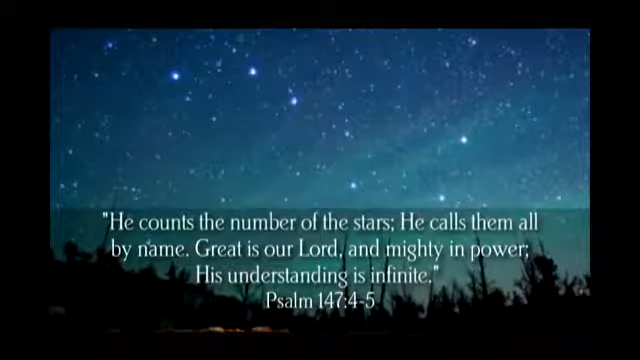 "He counts the number of the stars; He calls them all
by name. Great is our Lord, and mighty in power;
His understanding is infinite."
Psalm 147:4-5